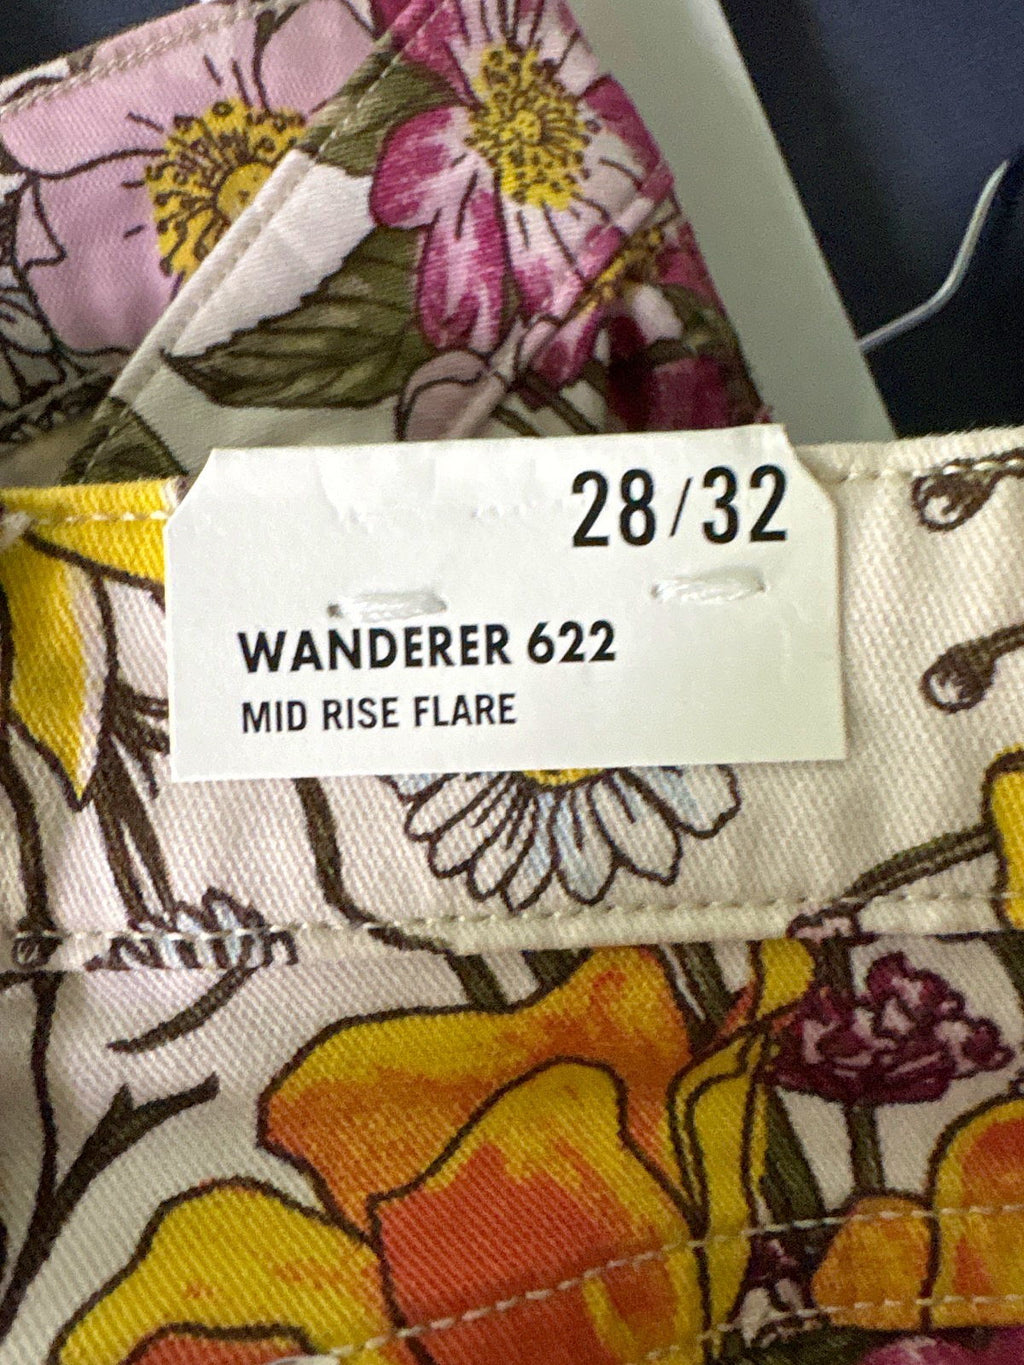 28/32
WANDERER 622
MID RISE FLARE